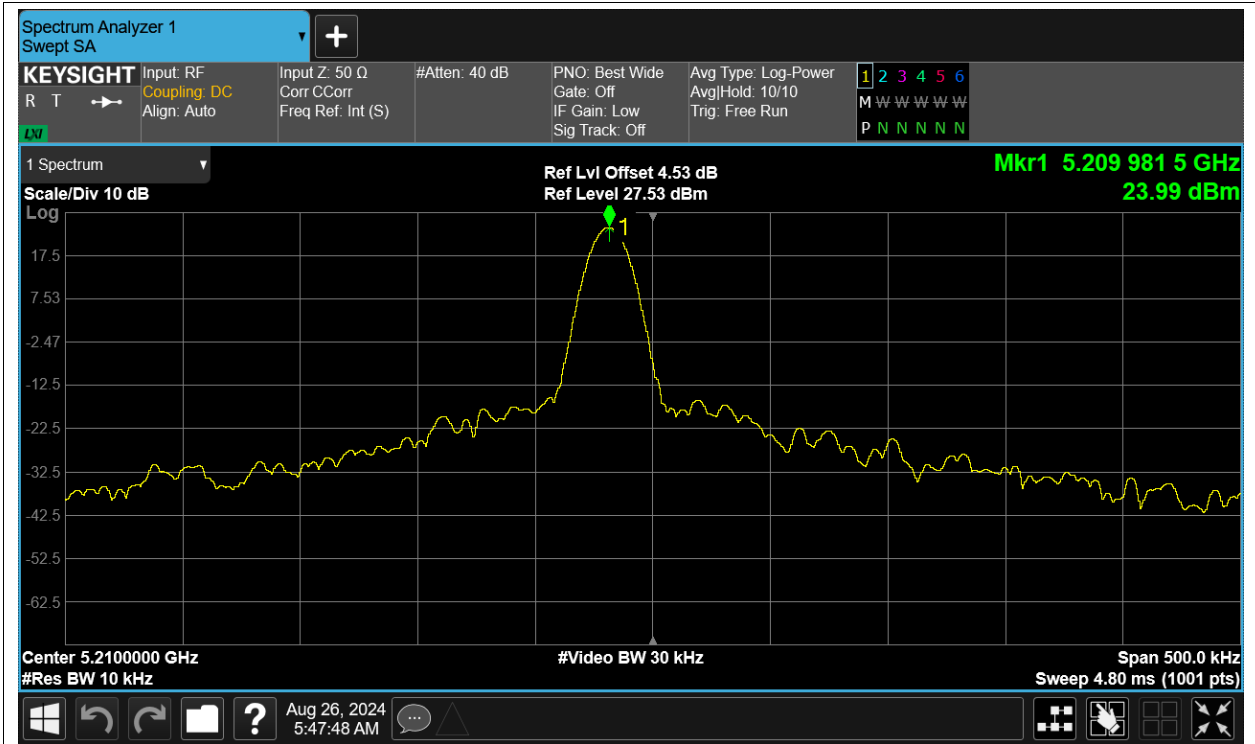 Spectrum Analyzer 1
Swept SA
KEYSIGHT
R T
LXI
Input: RF
Coupling: DC
Align: Auto
Input Z: 50 Ω
Corr CCorr
Freq Ref: Int (S)
#Atten: 40 dB
PNO: Best Wide
Gate: Off
IF Gain: Low
Sig Track: Off
Avg Type: Log-Power
Avg|Hold: 10/10
Trig: Free Run
1 2 3 4 5 6
M W W W W W
P N N N N N
1 Spectrum
Scale/Div 10 dB
Log
Ref Lvl Offset 4.53 dB
Ref Level 27.53 dBm
Mkr1 5.209 981 5 GHz
23.99 dBm
1
17.5
7.53
-2.47
-12.5
-22.5
-32.5
-42.5
-52.5
-62.5
Center 5.2100000 GHz
#Video BW 30 kHz
Span 500.0 kHz
#Res BW 10 kHz
Sweep 4.80 ms (1001 pts)
?
Aug 26, 2024
5:47:48 AM